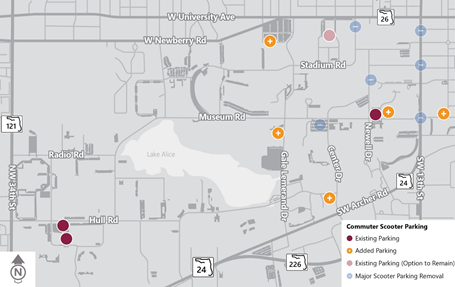 W University Ave
26
W Newberry Rd
Stadium Rd
Museum Rd
121
Lake Alice
Radio Rd
Newell Dr
Center Dr
Gale Lemerand Dr
SW 34th St
SW 13th St
24
SW Archer Rd
Hull Rd
24
226
N
Commuter Scooter Parking
Existing Parking
Added Parking
Existing Parking (Option to Remain)
Major Scooter Parking Removal